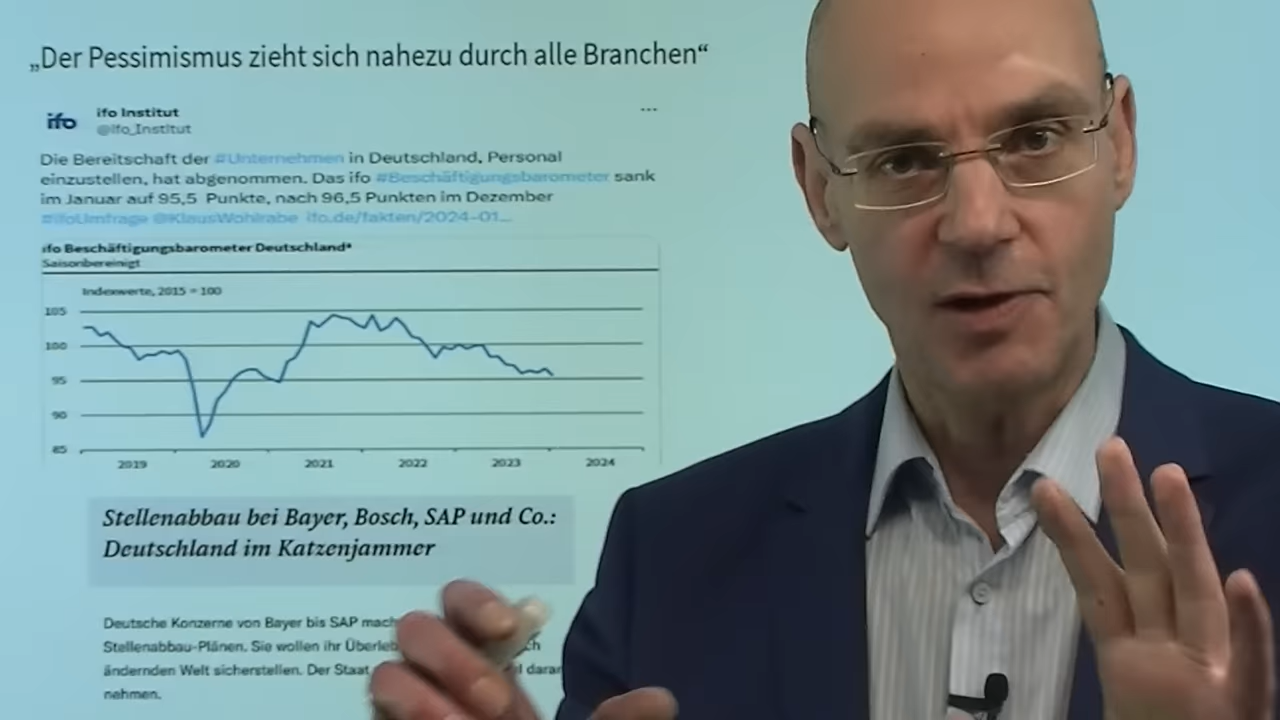 „Der Pessimismus zieht sich nahezu durch alle Branchen“
ifo
ifo Institut
@ifo_Institut
...
Die Bereitschaft der #Unternehmen in Deutschland, Personal
einzustellen, hat abgenommen. Das ifo #Beschäftigungsbarometer sank
im Januar auf 95,5 Punkte, nach 96,5 Punkten im Dezember
#ifoUmfrage @KlausWohlrabe ifo.de/fakten/2024-01...
ifo Beschäftigungsbarometer Deutschland*
Saisonbereinigt
Indexwerte, 2015 = 100
105
100
95
90
85
2019 2020 2021 2022 2023 2024
Stellenabbau bei Bayer, Bosch, SAP und Co.:
Deutschland im Katzenjammer
Deutsche Konzerne von Bayer bis SAP mach
Stellenabbau-Plänen. Sie wollen ihr Überleb ch
ändernden Welt sicherstellen. Der Staat l daran
nehmen.